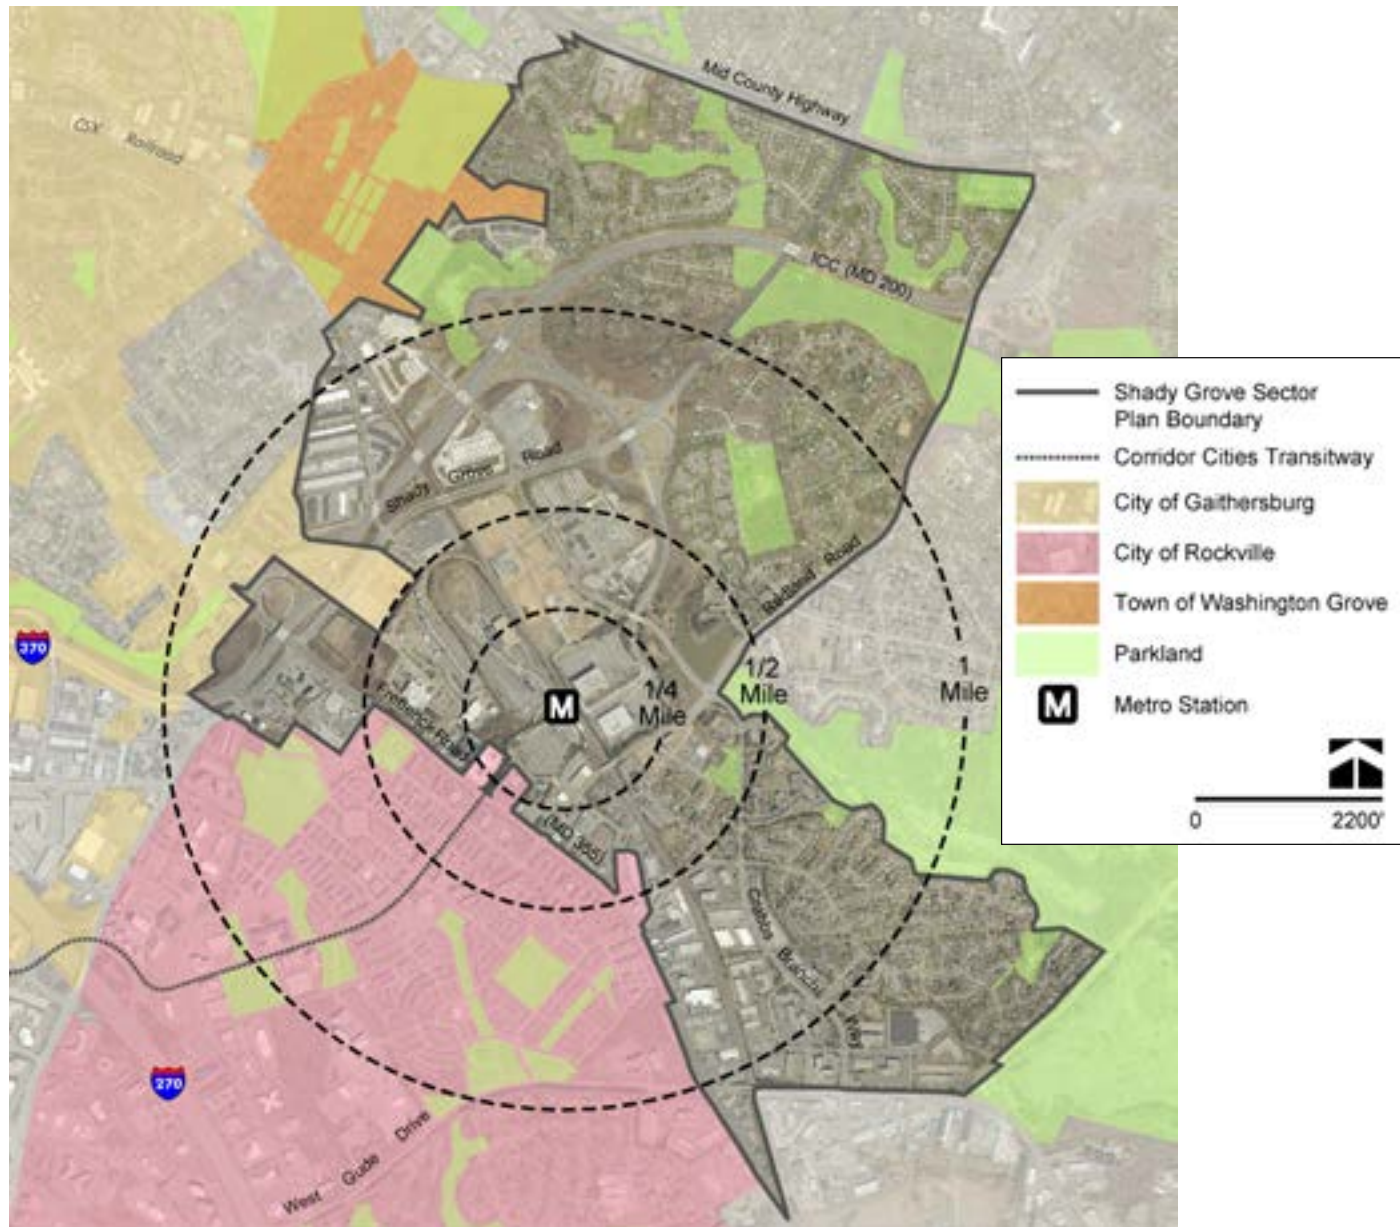 Mid County Highway
CSX Railroad
ICC (MD 200)
Shady Grove Road
Redland Road
370
Frederick Road
M
1/4
Mile
1/2
Mile
1
Mile
(MD 355)
Crabbs Branch Way
270
West Gude Drive
Shady Grove Sector
Plan Boundary
Corridor Cities Transitway
City of Gaithersburg
City of Rockville
Town of Washington Grove
Parkland
M
Metro Station
0
2200'